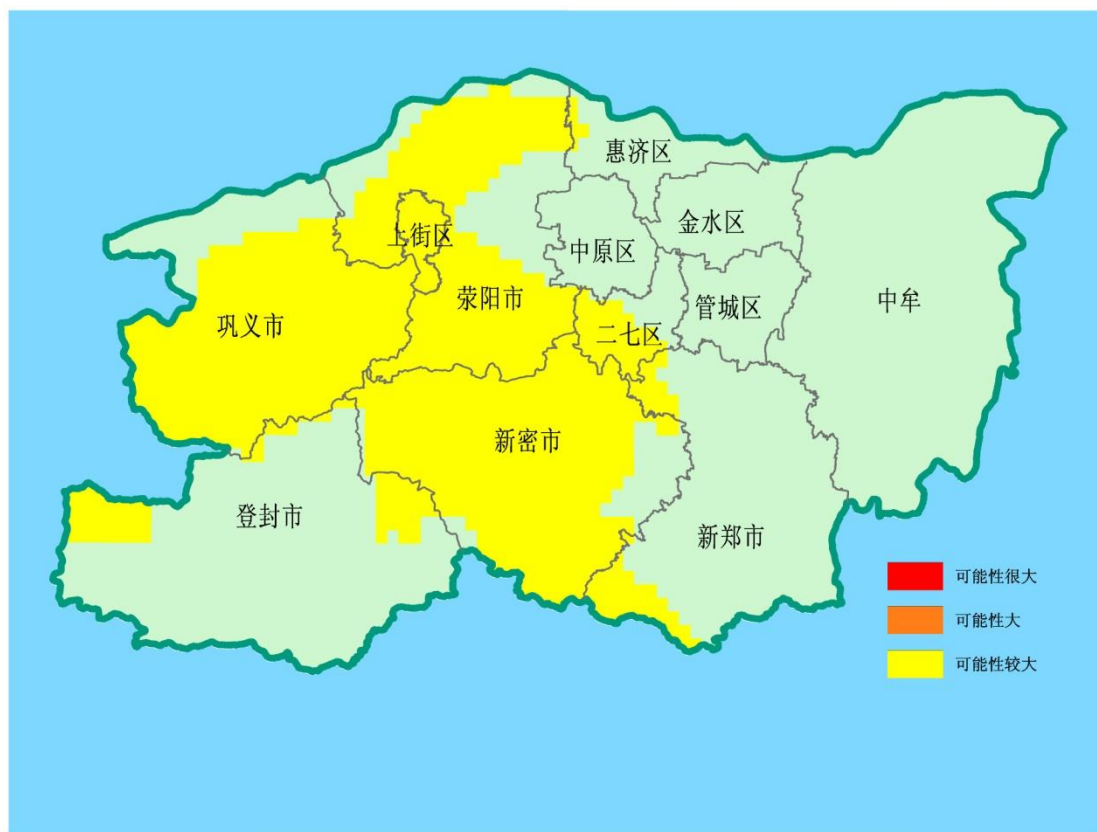 惠济区
金水区
上街区
中原区
荥阳市
管城区
中牟
巩义市
二七区
新密市
登封市
新郑市
可能性很大
可能性大
可能性较大